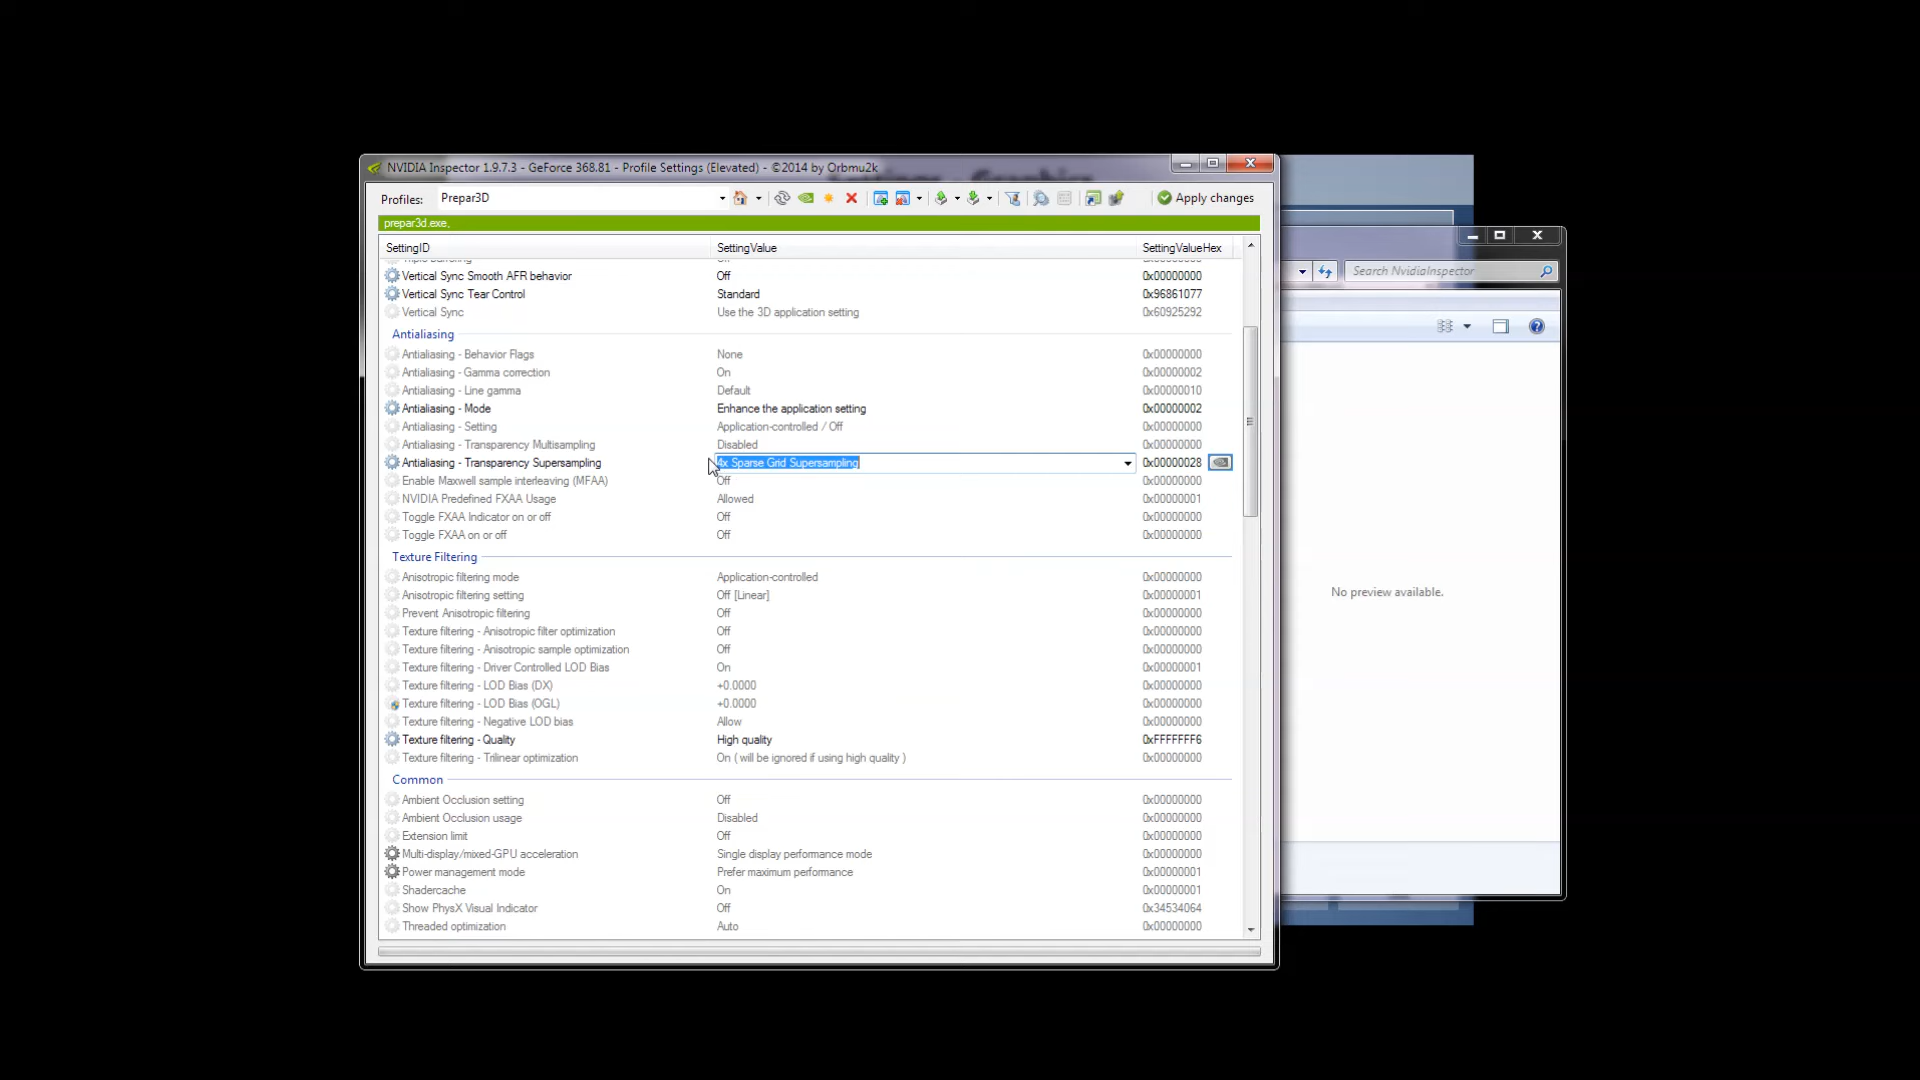 NVIDIA Inspector 1.9.7.3 - GeForce 368.81 - Profile Settings (Elevated) - ©2014 by Orbmu2k
Settings - Graphics
Profiles: Prepar3D Apply changes
prepar3d.exe,
SettingID SettingValue SettingValueHex
Vertical Sync Smooth AFR behavior Off 0x00000000
Vertical Sync Tear Control Standard 0x96861077
Vertical Sync Use the 3D application setting 0x60925292
Antialiasing
Antialiasing - Behavior Flags None 0x00000000
Antialiasing - Gamma correction On 0x00000002
Antialiasing - Line gamma Default 0x00000010
Antialiasing - Mode Enhance the application setting 0x00000002
Antialiasing - Setting Application-controlled / Off 0x00000000
Antialiasing - Transparency Multisampling Disabled 0x00000000
Antialiasing - Transparency Supersampling 4x Sparse Grid Supersampling 0x00000028
Enable Maxwell sample interleaving (MFAA) Off 0x00000000
NVIDIA Predefined FXAA Usage Allowed 0x00000001
Toggle FXAA Indicator on or off Off 0x00000000
Toggle FXAA on or off Off 0x00000000
Texture Filtering
Anisotropic filtering mode Application-controlled 0x00000000
Anisotropic filtering setting Off [Linear] 0x00000001
Prevent Anisotropic filtering Off 0x00000000
Texture filtering - Anisotropic filter optimization Off 0x00000000
Texture filtering - Anisotropic sample optimization Off 0x00000000
Texture filtering - Driver Controlled LOD Bias On 0x00000001
Texture filtering - LOD Bias (DX) +0.0000 0x00000000
Texture filtering - LOD Bias (OGL) +0.0000 0x00000000
Texture filtering - Negative LOD bias Allow 0x00000000
Texture filtering - Quality High quality 0xFFFFFFF6
Texture filtering - Trilinear optimization On ( will be ignored if using high quality ) 0x00000000
Common
Ambient Occlusion setting Off 0x00000000
Ambient Occlusion usage Disabled 0x00000000
Extension limit Off 0x00000000
Multi-display/mixed-GPU acceleration Single display performance mode 0x00000000
Power management mode Prefer maximum performance 0x00000001
Shadercache On 0x00000001
Show PhysX Visual Indicator Off 0x34534064
Threaded optimization Auto 0x00000000
Search NvidiaInspector
No preview available.